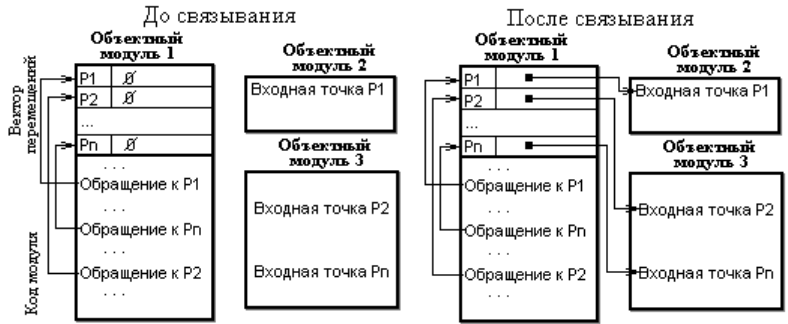 До связывания
Объектный
модуль 1
Вектор
перемещений
P1 Ø
P2 Ø
...
Pn Ø
Код модуля
. . .
Обращение к P1
. . .
Обращение к Pn
. . .
Обращение к P2
. . .
Объектный
модуль 2
Входная точка P1
Объектный
модуль 3
Входная точка P2
Входная точка Pn
После связывания
Объектный
модуль 1
P1
P2
...
Pn
. . .
Обращение к P1
. . .
Обращение к Pn
. . .
Обращение к P2
. . .
Объектный
модуль 2
Входная точка P1
Объектный
модуль 3
Входная точка P2
Входная точка Pn